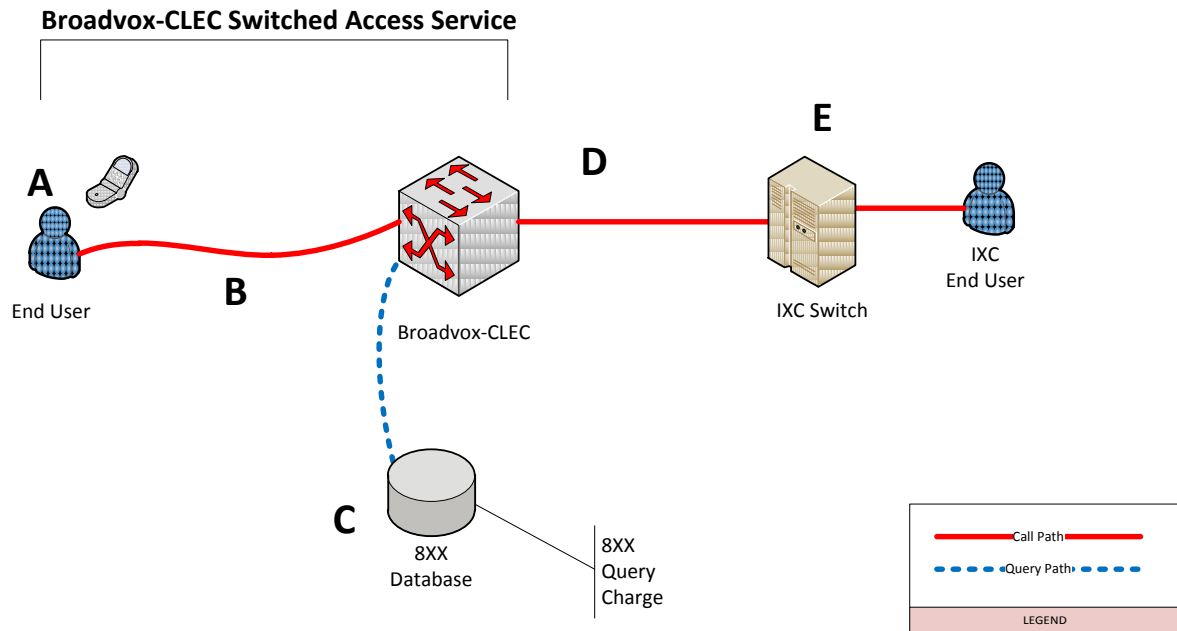 Broadvox-CLEC Switched Access Service
A
B
End User
Broadvox-CLEC
D
E
IXC Switch
IXC
End User
C
8XX
Database
8XX
Query
Charge
Call Path
Query Path
LEGEND